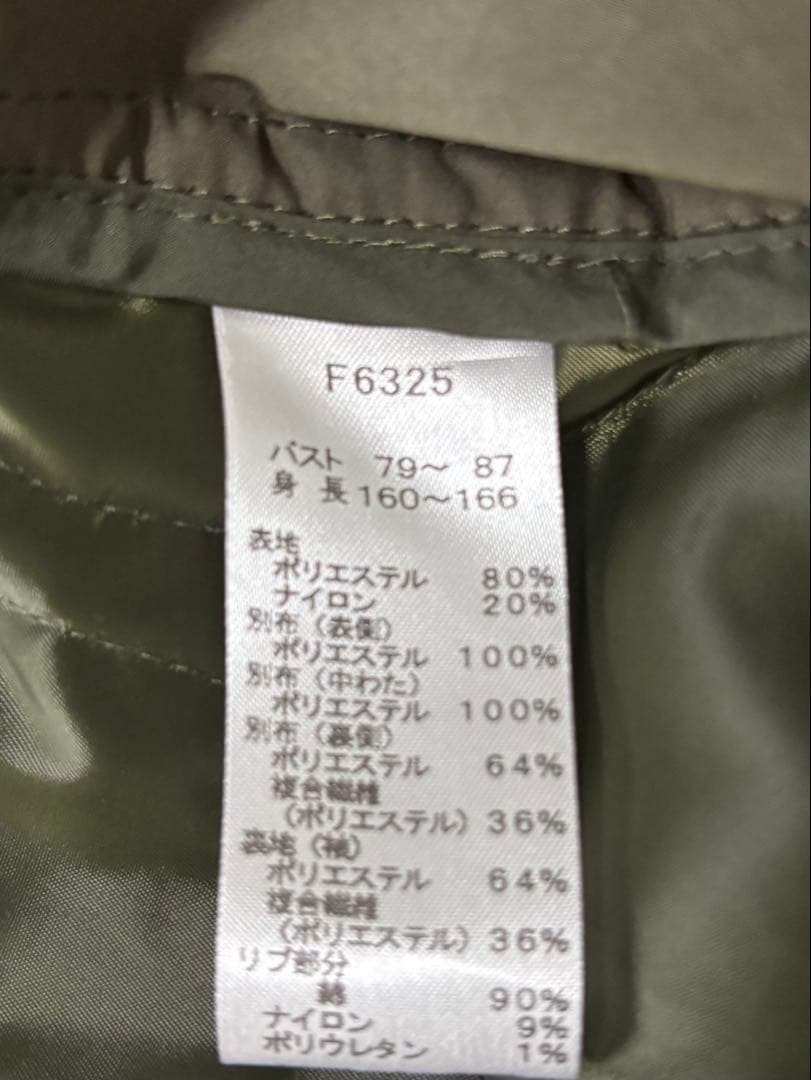 F6325
バスト 79～ 87
身 長 160～166
表地
ポリエステル 80%
ナイロン 20%
別布（表側）
ポリエステル 100%
別布（中わた）
ポリエステル 100%
別布（裏側）
ポリエステル 64%
複合繊維
（ポリエステル）36%
裏地（袖）
ポリエステル 64%
複合繊維
（ポリエステル）36%
リブ部分
綿 90%
ナイロン 9%
ポリウレタン 1%